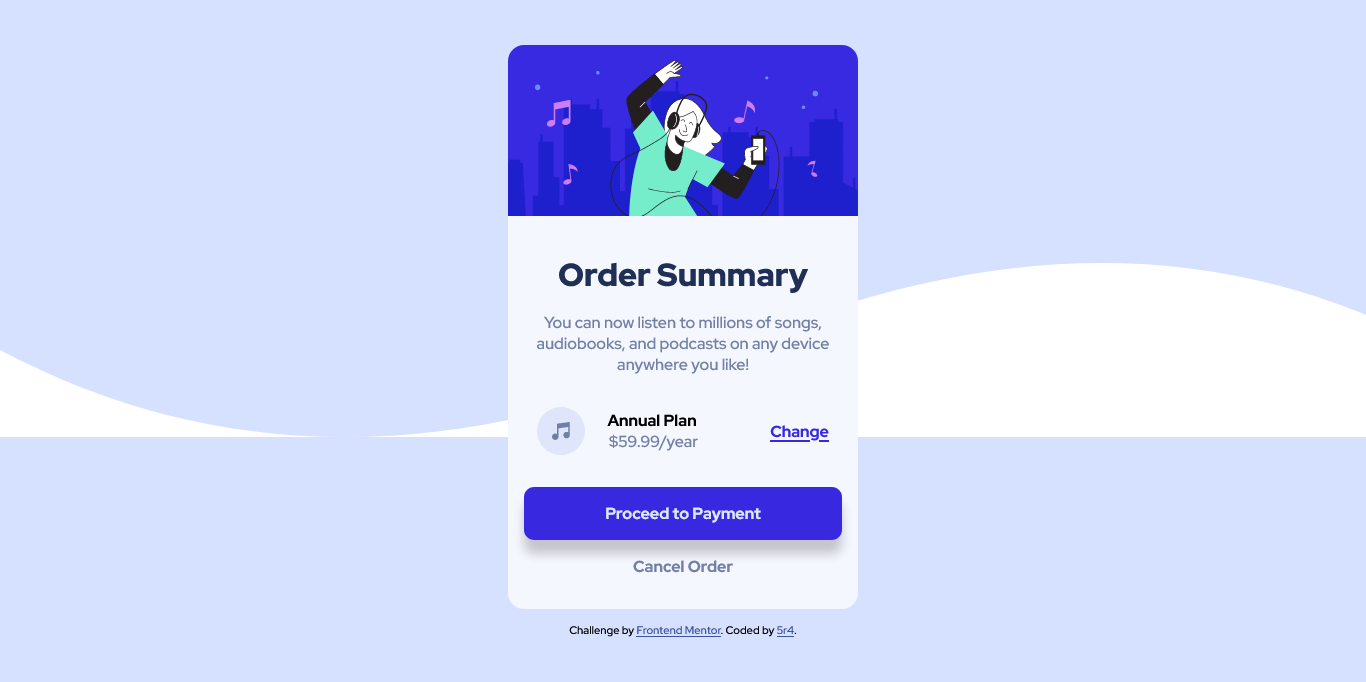 Order Summary
You can now listen to millions of songs,
audiobooks, and podcasts on any device
anywhere you like!
Annual Plan
$59.99/year
Change
Proceed to Payment
Cancel Order
Challenge by Frontend Mentor. Coded by 5r4.